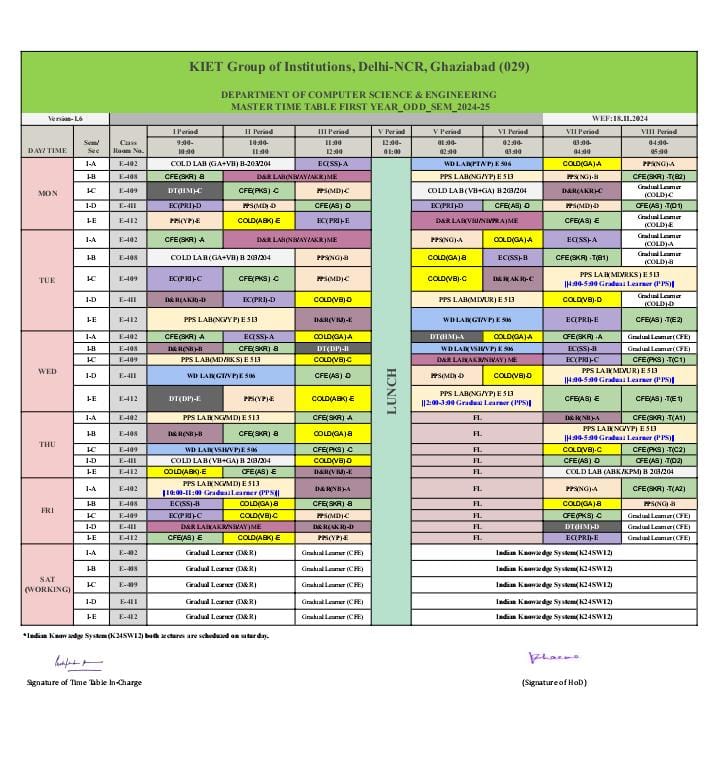 KIET Group of Institutions, Delhi-NCR, Ghaziabad (029)
DEPARTMENT OF COMPUTER SCIENCE & ENGINEERING
MASTER TIME TABLE FIRST YEAR_ODD_SEM_2024-25
Version-1.6 WEF:18.11.2024
DAY/ TIME Sem/ Sec Class Room No. I Period II Period III Period V Period V Period VI Period VII Period VIII Period
9:00-10:00 10:00-11:00 11:00 12:00 12:00-01:00 01:00-02:00 02:00-03:00 03:00-04:00 04:00-05:00
LUNCH
MON
I-A E-402 COLD LAB (GA+VB) B-203/204 EC(SS)-A WD LAB(PT/VP) E 506 COLD(GA)-A PPS(NG)-A
I-B E-408 CFE(SKR) -B D&R LAB(NB/AY/AKR)ME PPS LAB(NG/YP) E 513 PPS(NG)-B CFE(SKR) -T(B2)
I-C E-409 DT(HM)-C CFE(PKS) -C PPS(MD)-C COLD LAB (VB+GA) B 203/204 D&R(AKR)-C Gradual Learner (COLD)-C
I-D E-411 EC(PRI)-D PPS(MD)-D CFE(AS) -D EC(PRI)-D CFE(AS) -D PPS(MD)-D CFE(AS) -T(D1)
I-E E-412 PPS(YP)-E COLD(ABK)-E EC(PRI)-E D&R LAB(VBJ/NB/PRA)ME CFE(AS) -E Gradual Learner (COLD)-E
TUE
I-A E-402 CFE(SKR) -A D&R LAB(NB/AY/AKR)ME PPS(NG)-A COLD(GA)-A EC(SS)-A Gradual Learner (COLD)-A
I-B E-408 COLD LAB (GA+VB) B 203/204 PPS(NG)-B COLD(GA)-B EC(SS)-B CFE(SKR) -T(B1) Gradual Learner (COLD)-B
I-C E-409 EC(PRI)-C CFE(PKS) -C PPS(MD)-C COLD(VB)-C D&R(AKR)-C PPS LAB(MD/RKS) E 513
||4:00-5:00 Gradual Learner (PPS)||
I-D E-411 D&R(AKR)-D EC(PRI)-D COLD(VB)-D PPS LAB(MD/UR) E 513 COLD(VB)-D Gradual Learner (COLD)-D
I-E E-412 PPS LAB(NG/YP) E 513 D&R(VBJ)-E WD LAB(GT/VP) E 506 EC(PRI)-E CFE(AS) -T(E2)
WED
I-A E-402 CFE(SKR) -A EC(SS)-A COLD(GA)-A DT(HM)-A COLD(GA)-A CFE(SKR) -A Gradual Learner (CFE)
I-B E-408 D&R(NB)-B CFE(SKR) -B DT(DP)-B WD LAB(VSH/VP) E 506 EC(SS)-B Gradual Learner (CFE)
I-C E-409 PPS LAB(MD/RKS) E 513 COLD(VB)-C D&R LAB(AKR/NB/AY)ME EC(PRI)-C CFE(PKS) -T(C1)
I-D E-411 WD LAB(GT/VP) E 506 CFE(AS) -D PPS(MD)-D COLD(VB)-D PPS LAB(MD/UR) E 513
||4:00-5:00 Gradual Learner (PPS)||
I-E E-412 DT(DP)-E PPS(YP)-E COLD(ABK)-E PPS LAB(NG/YP) E 513
||2:00-3:00 Gradual Learner (PPS)|| CFE(AS) -E CFE(AS) -T(E1)
THU
I-A E-402 PPS LAB(NG/MD) E 513 CFE(SKR) -A FL D&R(NB)-A CFE(SKR) -T(A1)
I-B E-408 D&R(NB)-B CFE(SKR) -B COLD(GA)-B FL PPS LAB(NG/YP) E 513
||4:00-5:00 Gradual Learner (PPS)||
I-C E-409 WD LAB(VSH/VP) E 506 CFE(PKS) -C FL COLD(VB)-C CFE(PKS) -T(C2)
I-D E-411 COLD LAB (VB+GA) B 203/204 COLD(VB)-D FL CFE(AS) -D CFE(AS) -T(D2)
I-E E-412 COLD(ABK)-E CFE(AS) -E D&R(VBJ)-E FL COLD LAB (ABK/KPM) B 203/204
FRI
I-A E-402 PPS LAB(NG/MD) E 513
||10:00-11:00 Gradual Learner (PPS)|| D&R(NB)-A FL PPS(NG)-A CFE(SKR) -T(A2)
I-B E-408 EC(SS)-B COLD(GA)-B CFE(SKR) -B FL COLD(GA)-B PPS(NG) -B
I-C E-409 EC(PRI)-C COLD(VB)-C PPS(MD)-C FL CFE(PKS) -C Gradual Learner (CFE)
I-D E-411 D&R LAB(AKR/NB/AY)ME D&R(AKR)-D FL DT(HM)-D Gradual Learner (CFE)
I-E E-412 CFE(AS) -E COLD(ABK)-E PPS(YP)-E FL EC(PRI)-E Gradual Learner (CFE)
SAT (WORKING)
I-A E-402 Gradual Learner (D&R) Gradual Learner (CFE) Indian Knowledge System(K24SW12)
I-B E-408 Gradual Learner (D&R) Gradual Learner (CFE) Indian Knowledge System(K24SW12)
I-C E-409 Gradual Learner (D&R) Gradual Learner (CFE) Indian Knowledge System(K24SW12)
I-D E-411 Gradual Learner (D&R) Gradual Learner (CFE) Indian Knowledge System(K24SW12)
I-E E-412 Gradual Learner (D&R) Gradual Learner (CFE) Indian Knowledge System(K24SW12)
*Indian Knowledge System(K24SW12) both lectures are scheduled on saturday.
Signature of Time Table In-Charge (Signature of HoD)